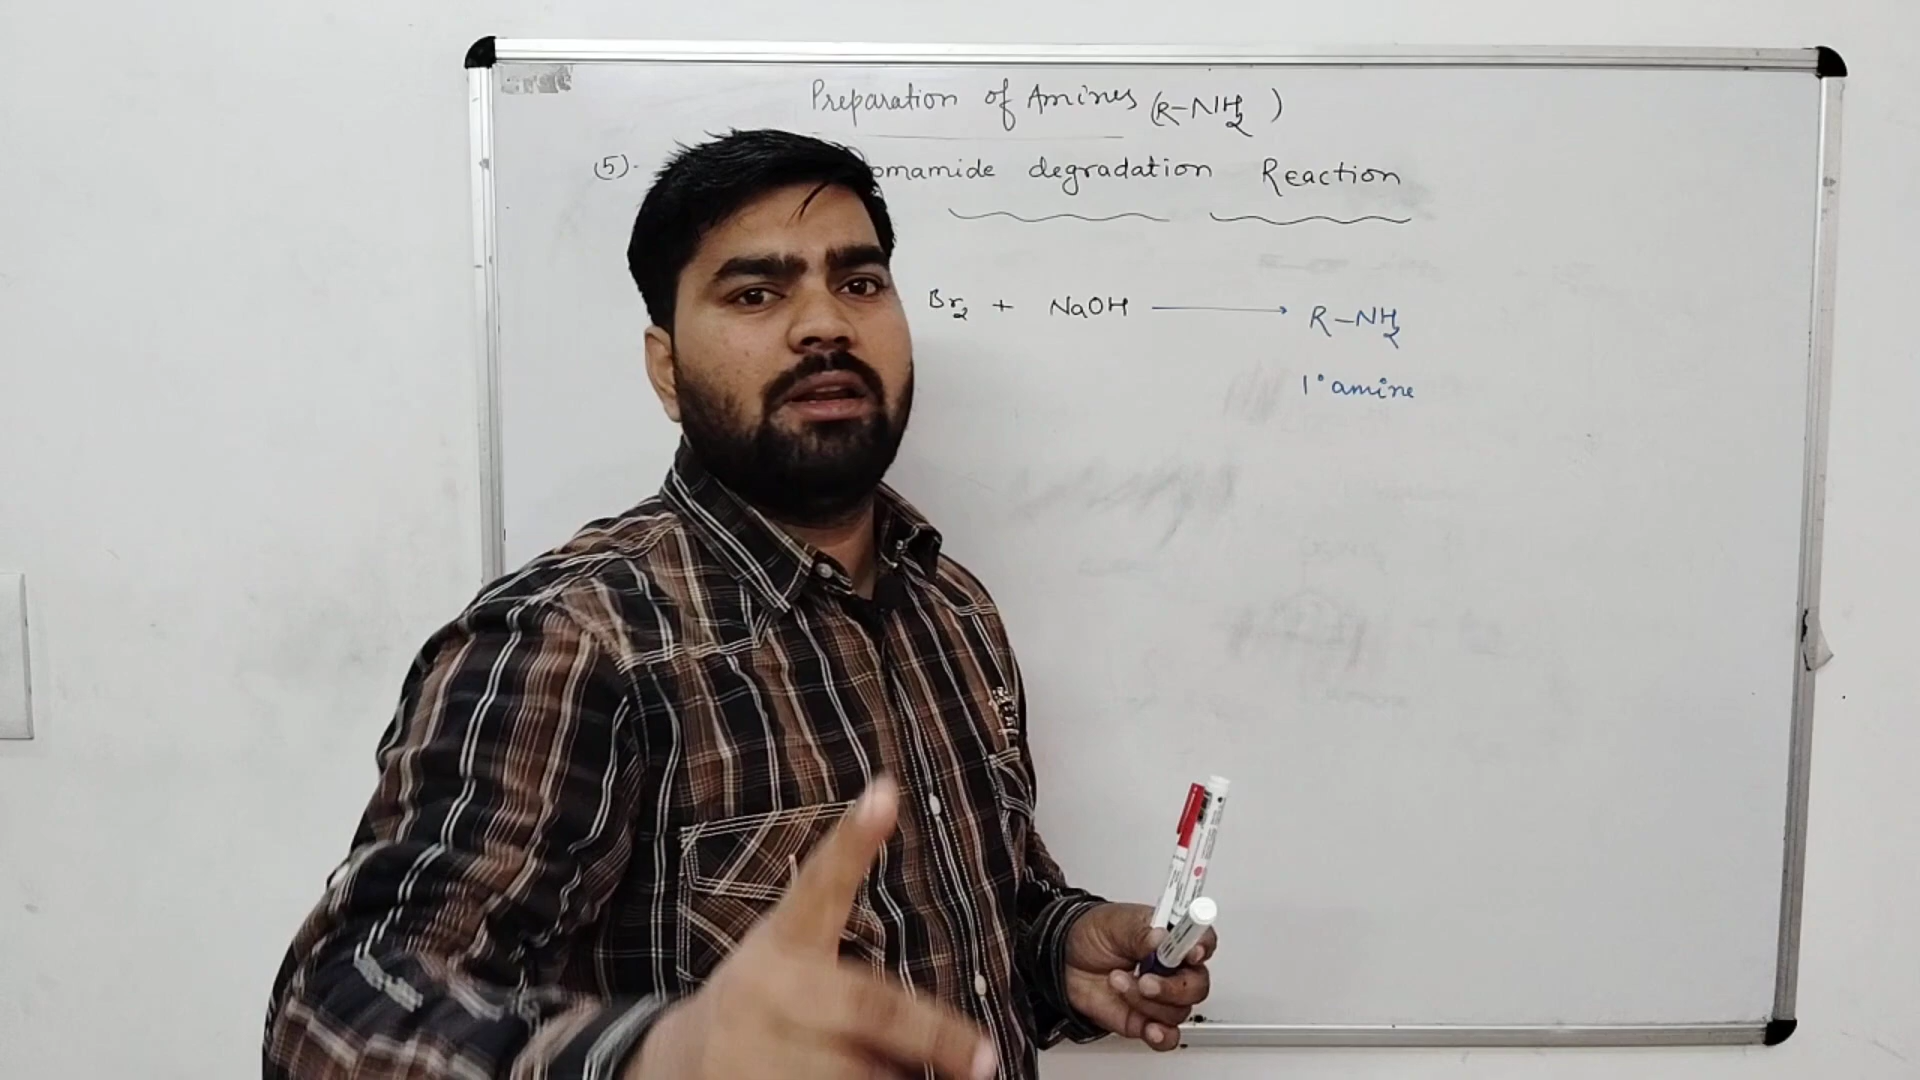 Preparation of Amines (R-NH₂)
(5). omamide degradation Reaction
Br₂ + NaOH ⟶ R-NH₂
1° amine